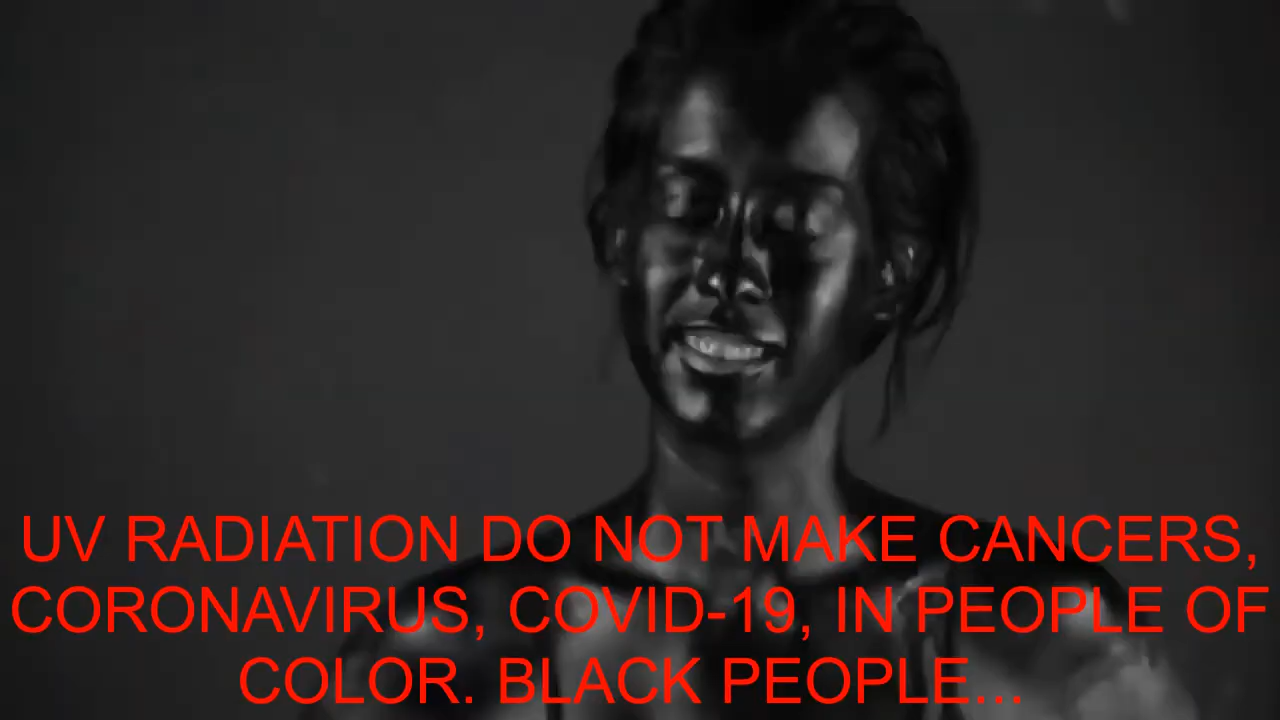 UV RADIATION DO NOT MAKE CANCERS,
CORONAVIRUS, COVID-19, IN PEOPLE OF
COLOR. BLACK PEOPLE...